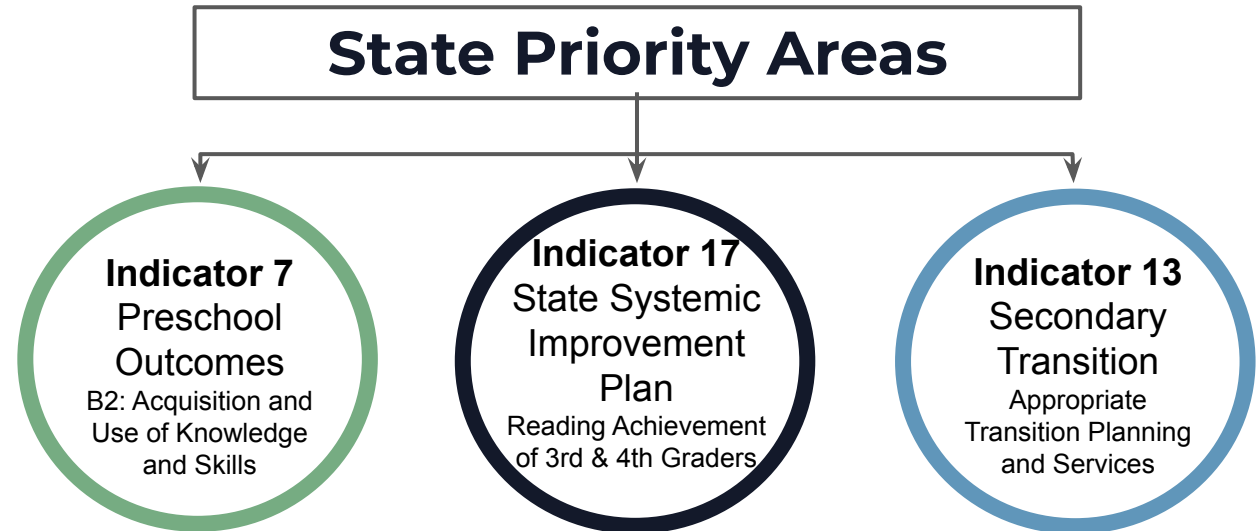 State Priority Areas
Indicator 7
Preschool
Outcomes
B2: Acquisition and
Use of Knowledge
and Skills
Indicator 17
State Systemic
Improvement
Plan
Reading Achievement
of 3rd & 4th Graders
Indicator 13
Secondary
Transition
Appropriate
Transition Planning
and Services